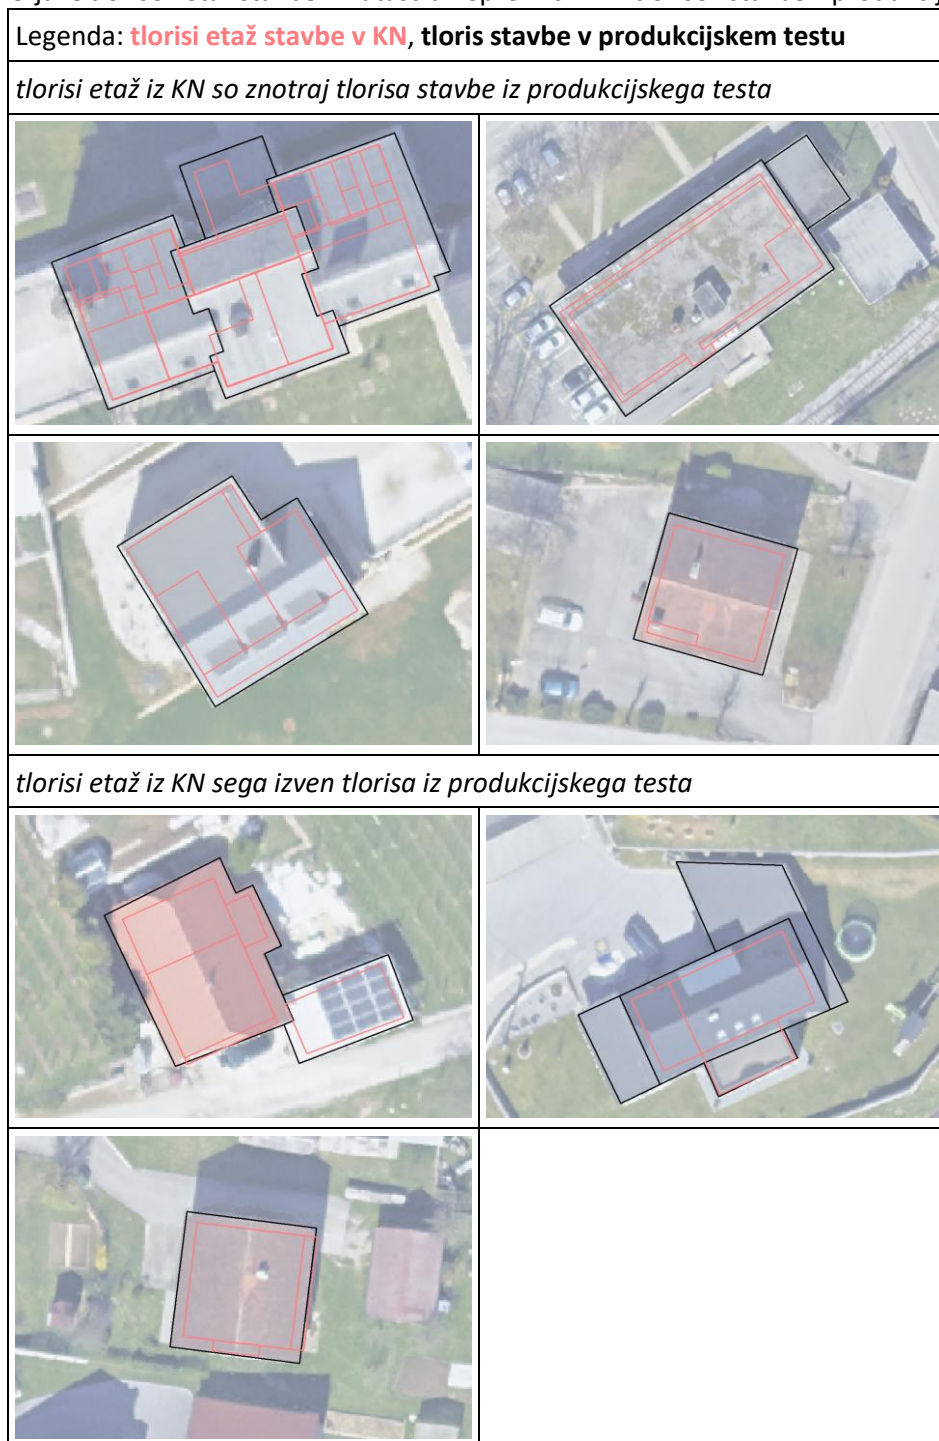 Legenda: tlorisi etaž stavbe v KN, tloris stavbe v produkcijskem testu
tlorisi etaž iz KN so znotraj tlorisa stavbe iz produkcijskega testa
tlorisi etaž iz KN sega izven tlorisa iz produkcijskega testa